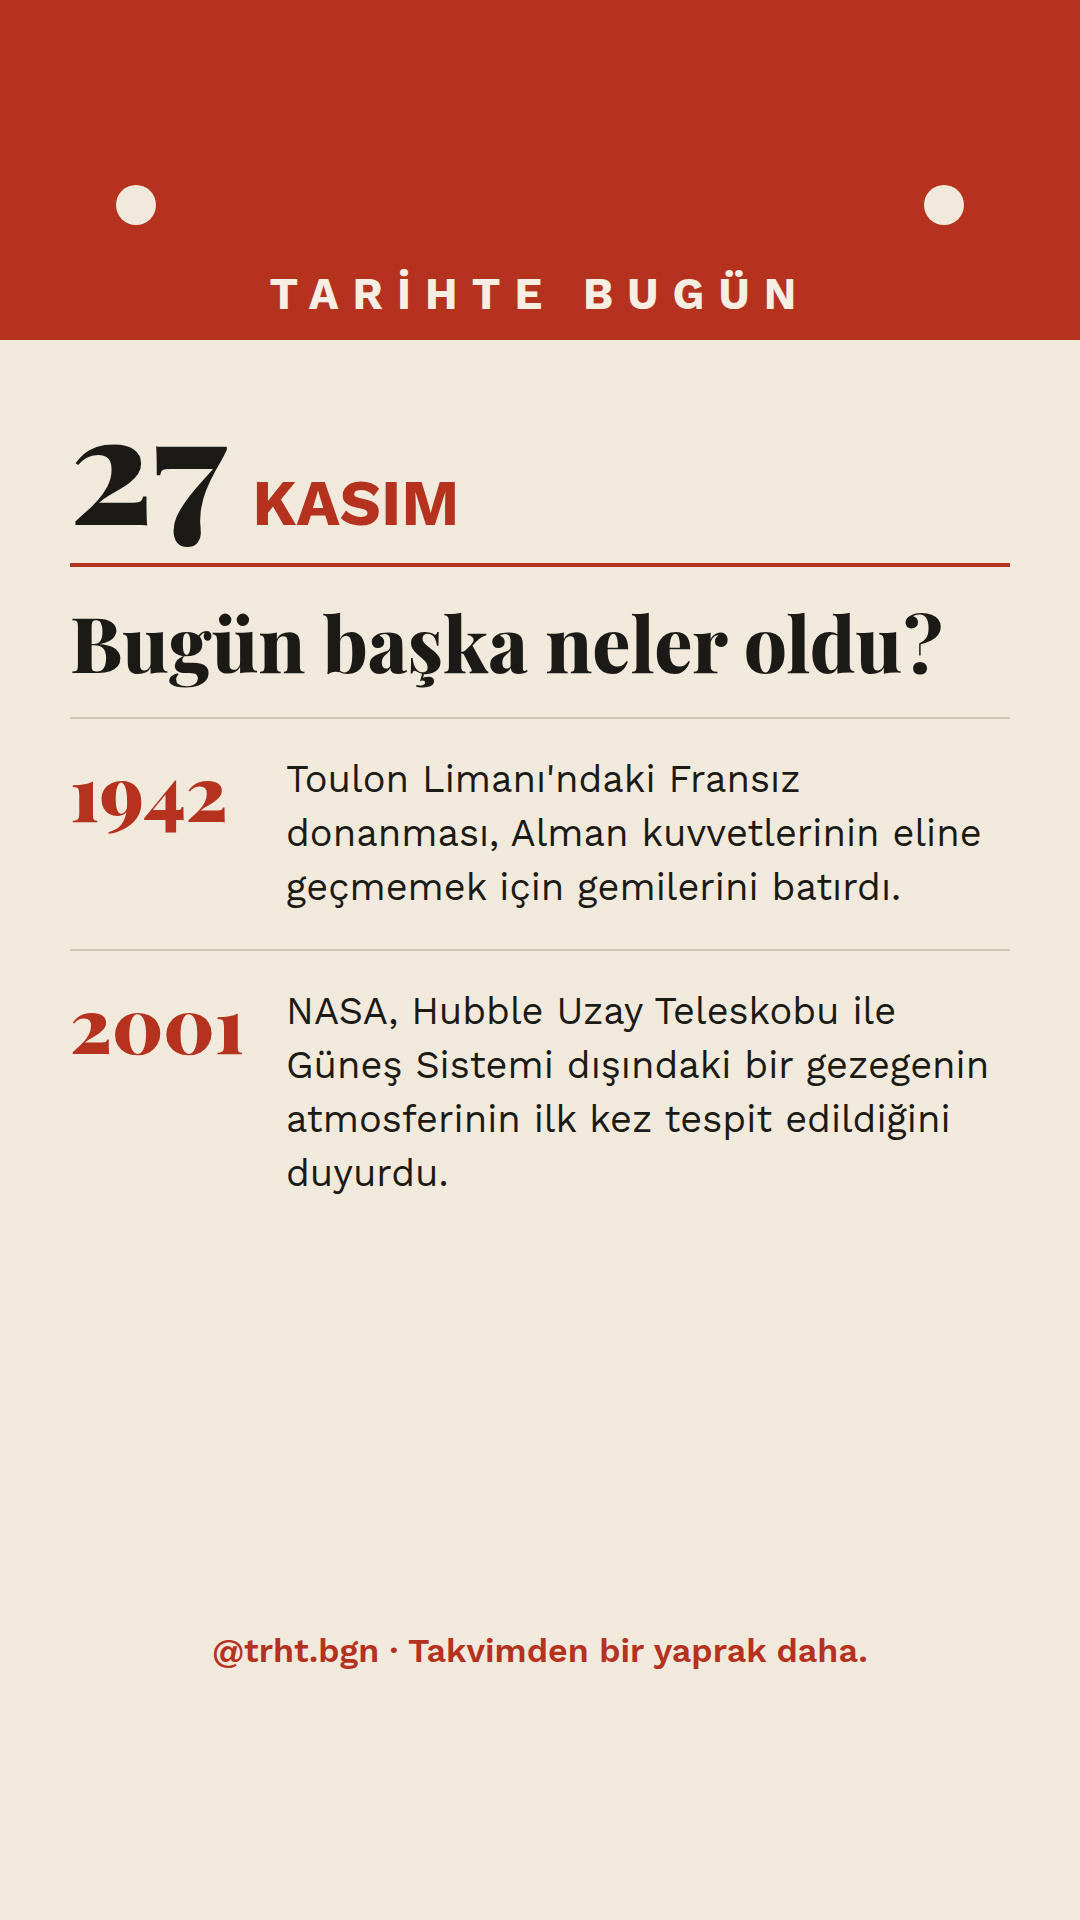 TARİHTE BUGÜN
27 KASIM
Bugün başka neler oldu?
1942
Toulon Limanı'ndaki Fransız
donanması, Alman kuvvetlerinin eline
geçmemek için gemilerini batırdı.
2001
NASA, Hubble Uzay Teleskobu ile
Güneş Sistemi dışındaki bir gezegenin
atmosferinin ilk kez tespit edildiğini
duyurdu.
@trht.bgn · Takvimden bir yaprak daha.